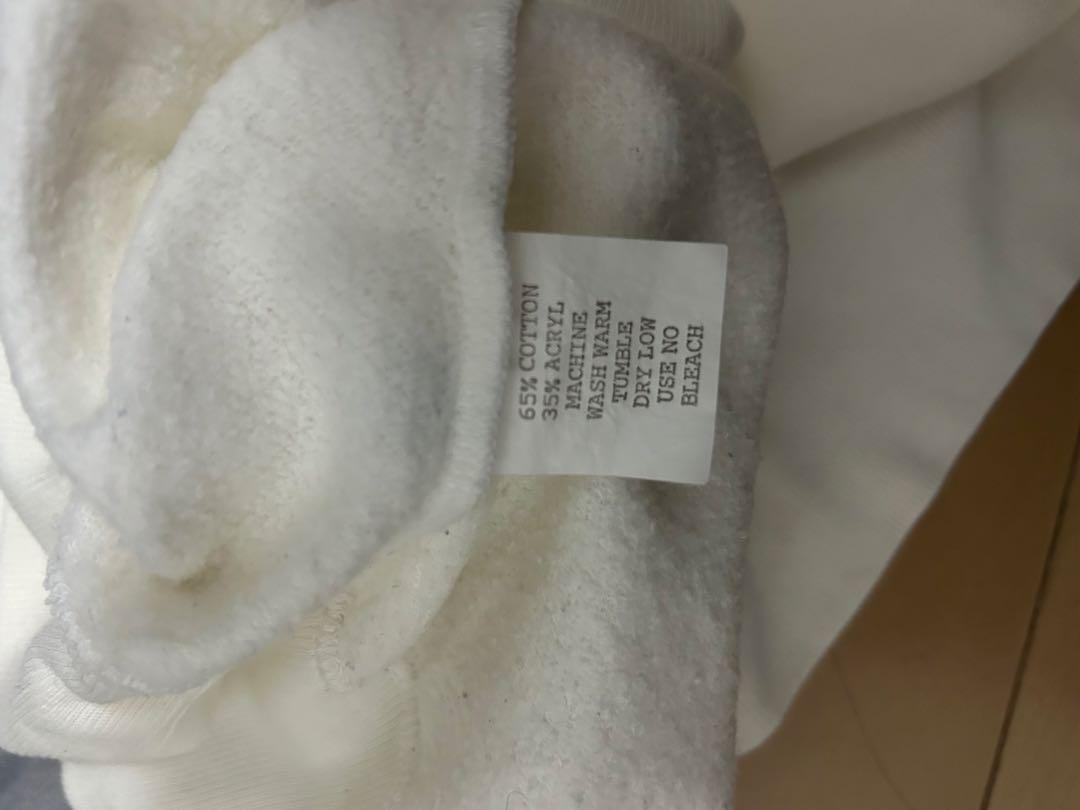 65% COTTON
35% ACRYL
MACHINE
WASH WARM
TUMBLE
DRY LOW
USE NO
BLEACH